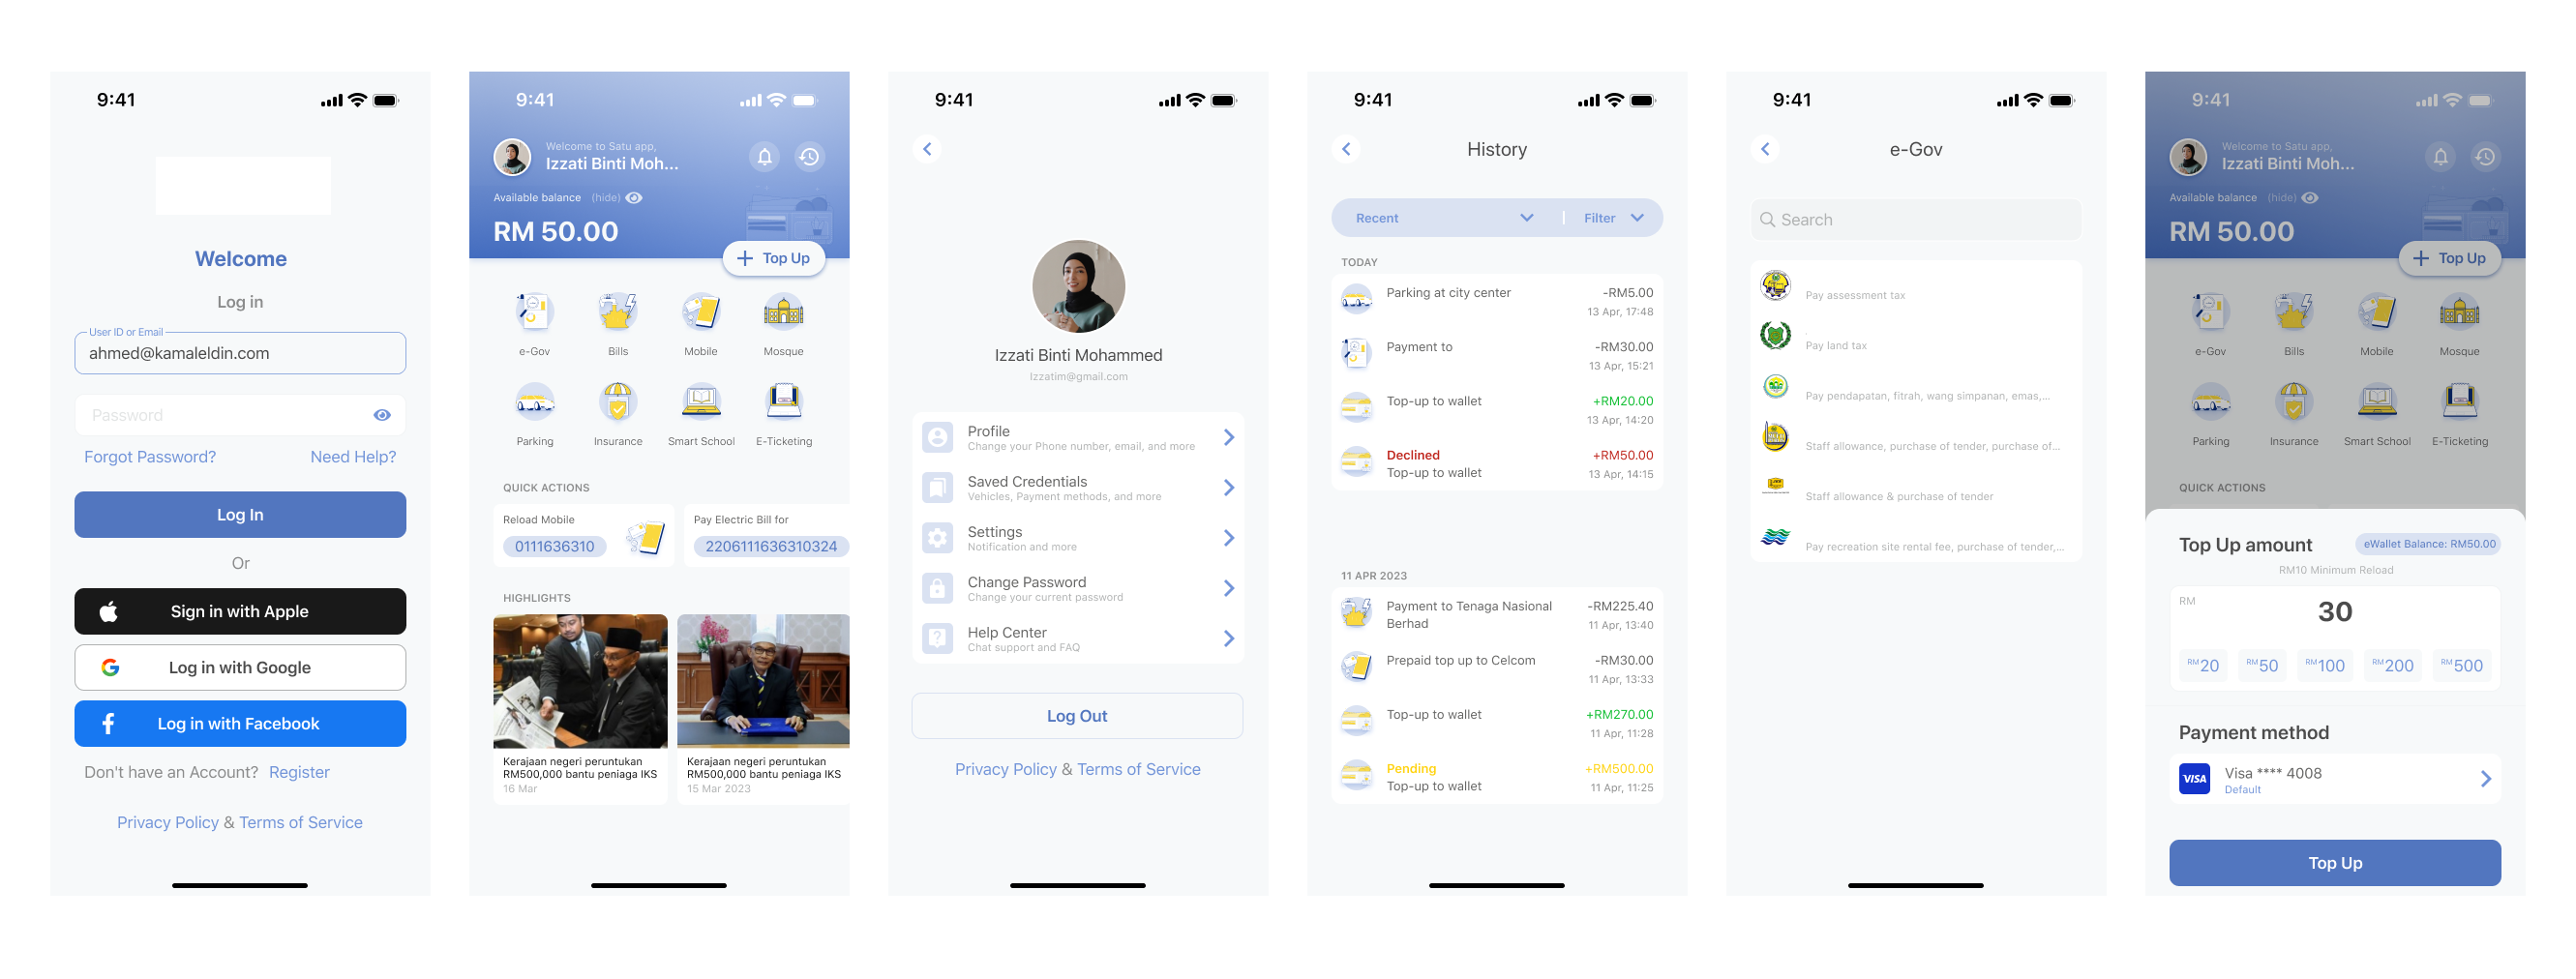 9:41
Welcome
Log in
User ID or Email
ahmed@kamaleldin.com
Password
Forgot Password?
Need Help?
Log In
Or
Sign in with Apple
Log in with Google
Log in with Facebook
Don't have an Account? Register
Privacy Policy & Terms of Service
9:41
Welcome to Satu app,
Izzati Binti Moh...
Available balance (hide)
RM 50.00
Top Up
e-Gov
Bills
Mobile
Mosque
Parking
Insurance
Smart School
E-Ticketing
QUICK ACTIONS
Reload Mobile
0111636310
Pay Electric Bill for
2206111636310324
HIGHLIGHTS
Kerajaan negeri peruntukan
RM500,000 bantu peniaga IKS
16 Mar
Kerajaan negeri peruntukan
RM500,000 bantu peniaga IKS
15 Mar 2023
9:41
Izzati Binti Mohammed
Izzatim@gmail.com
Profile
Change your Phone number, email, and more
Saved Credentials
Vehicles, Payment methods, and more
Settings
Notification and more
Change Password
Change your current password
Help Center
Chat support and FAQ
Log Out
Privacy Policy & Terms of Service
9:41
History
Recent
Filter
TODAY
Parking at city center
-RM5.00
13 Apr, 17:48
Payment to
-RM30.00
13 Apr, 15:21
Top-up to wallet
+RM20.00
13 Apr, 14:20
Declined
+RM50.00
Top-up to wallet
13 Apr, 14:15
11 APR 2023
Payment to Tenaga Nasional
Berhad
-RM225.40
11 Apr, 13:40
Prepaid top up to Celcom
-RM30.00
11 Apr, 13:33
Top-up to wallet
+RM270.00
11 Apr, 11:28
Pending
+RM500.00
Top-up to wallet
11 Apr, 11:25
9:41
e-Gov
Search
Pay assessment tax
Pay land tax
Pay pendapatan, fitrah, wang simpanan, emas,...
Staff allowance, purchase of tender, purchase of...
Staff allowance & purchase of tender
Pay recreation site rental fee, purchase of tender,...
9:41
Welcome to Satu app,
Izzati Binti Moh...
Available balance (hide)
RM 50.00
Top Up
e-Gov
Bills
Mobile
Mosque
Parking
Insurance
Smart School
E-Ticketing
QUICK ACTIONS
Top Up amount
eWallet Balance: RM50.00
RM10 Minimum Reload
RM
30
RM20
RM50
RM100
RM200
RM500
Payment method
VISA
Visa **** 4008
Default
Top Up